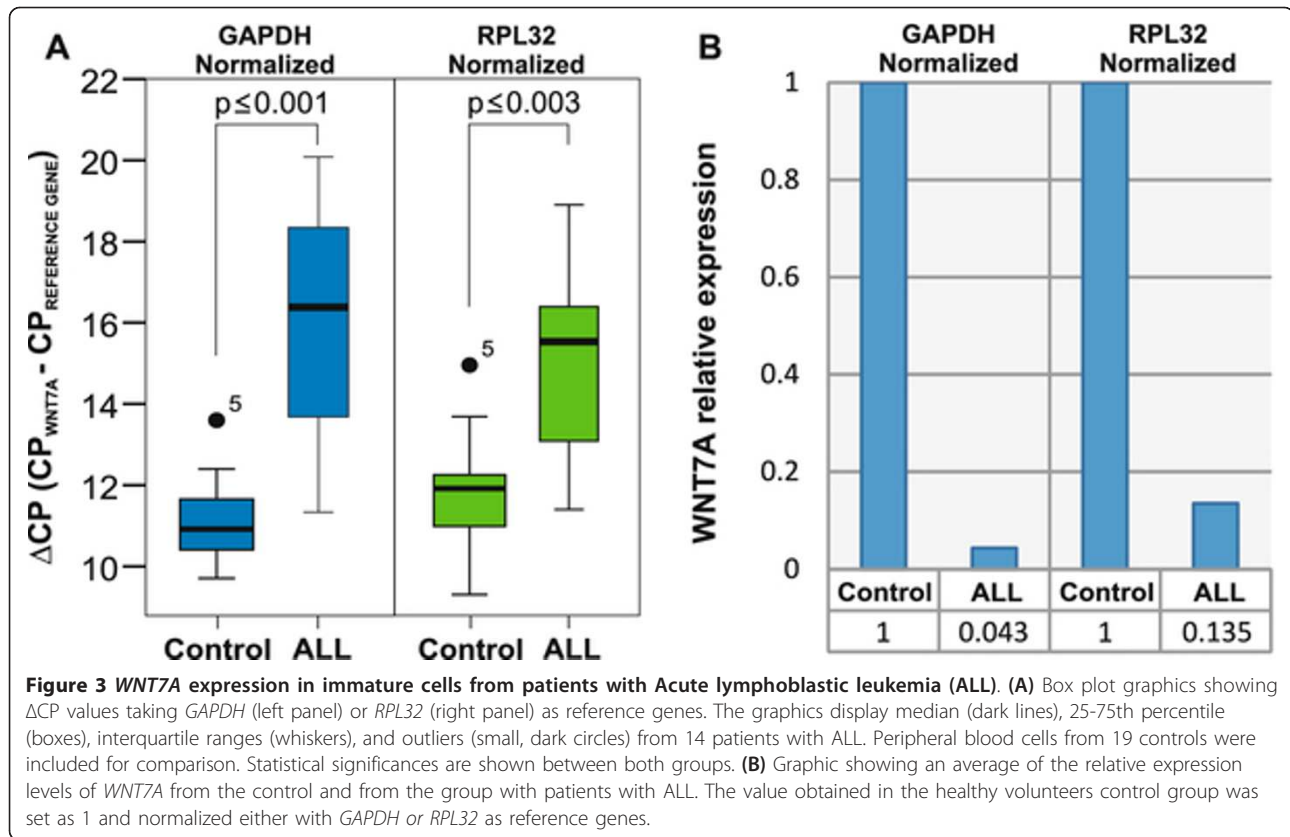 A
GAPDH
Normalized
RPL32
Normalized
22
20
18
16
14
12
10
ΔCP (CP WNT7A - CP REFERENCE GENE)
p≤0.001
p≤0.003
5
5
Control ALL Control ALL
B
GAPDH
Normalized
RPL32
Normalized
WNT7A relative expression
1
0.8
0.6
0.4
0.2
0
Control ALL Control ALL
1 0.043 1 0.135
Figure 3 WNT7A expression in immature cells from patients with Acute lymphoblastic leukemia (ALL). (A) Box plot graphics showing
ΔCP values taking GAPDH (left panel) or RPL32 (right panel) as reference genes. The graphics display median (dark lines), 25-75th percentile
(boxes), interquartile ranges (whiskers), and outliers (small, dark circles) from 14 patients with ALL. Peripheral blood cells from 19 controls were
included for comparison. Statistical significances are shown between both groups. (B) Graphic showing an average of the relative expression
levels of WNT7A from the control and from the group with patients with ALL. The value obtained in the healthy volunteers control group was
set as 1 and normalized either with GAPDH or RPL32 as reference genes.